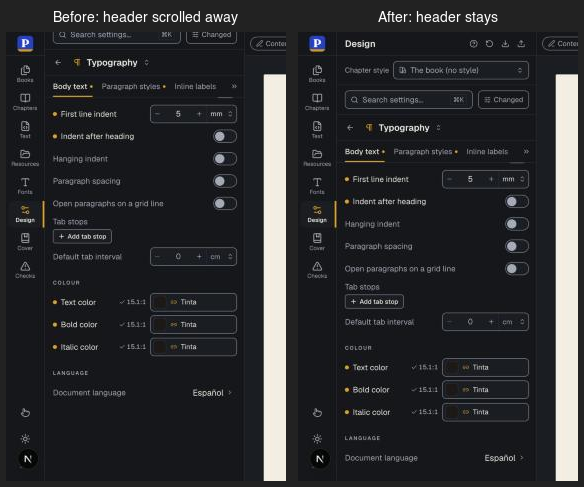 Before: header scrolled away
P
Search settings...
⌘K
Changed
Conter
Books
Typography
Chapters
Body text
Paragraph styles
Inline labels
»
Text
First line indent
− 5 + mm
Resources
Indent after heading
Hanging indent
Fonts
Paragraph spacing
Design
Open paragraphs on a grid line
Tab stops
Cover
+ Add tab stop
Checks
Default tab interval
− 0 + cm
COLOUR
Text color
✓ 15.1:1
Tinta
Bold color
✓ 15.1:1
Tinta
Italic color
✓ 15.1:1
Tinta
LANGUAGE
Document language
Español
N
After: header stays
P
Design
Conter
Books
Chapter style
The book (no style)
Chapters
Search settings...
⌘K
Changed
Text
Typography
Resources
Body text
Paragraph styles
Inline labels
»
Fonts
First line indent
− 5 + mm
Design
Indent after heading
Hanging indent
Cover
Paragraph spacing
Checks
Open paragraphs on a grid line
Tab stops
+ Add tab stop
Default tab interval
− 0 + cm
COLOUR
Text color
✓ 15.1:1
Tinta
Bold color
✓ 15.1:1
Tinta
Italic color
✓ 15.1:1
Tinta
LANGUAGE
Document language
Español
N